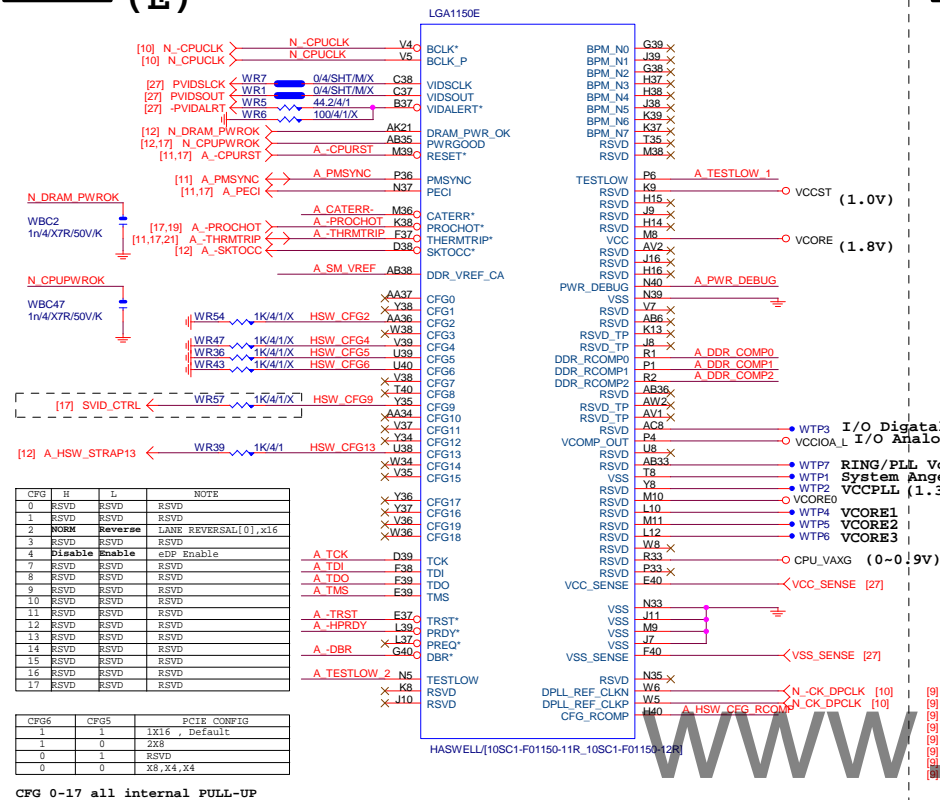 (E)
LGA1150E
[10] N_-CPUCLK N_-CPUCLK V4 BCLK*
[10] N_CPUCLK N_CPUCLK V5 BCLK_P
[27] PVIDSLCK WR7 0/4/SHT/M/X C38 VIDSCLK
[27] PVIDSOUT WR1 0/4/SHT/M/X C37 VIDSOUT
[27] -PVIDALRT WR5 44.2/4/1 B37 VIDALERT*
WR6 100/4/1/X
[12] N_DRAM_PWROK AK21 DRAM_PWR_OK
[12,17] N_CPUPWROK AB35 PWRGOOD
[11,17] A_-CPURST A_-CPURST M39 RESET*
[11] A_PMSYNC A_PMSYNC P36 PMSYNC
[11,17] A_PECI N37 PECI
A_CATERR- M36 CATERR*
[17,19] A_-PROCHOT A_-PROCHOT K38 PROCHOT*
[11,17,21] A_-THRMTRIP A_-THRMTRIP F37 THERMTRIP*
[12] A_-SKTOCC D38 SKTOCC*
A_SM_VREF AB38 DDR_VREF_CA
N_DRAM_PWROK
WBC2
1n/4/X7R/50V/K
N_CPUPWROK
WBC47
1n/4/X7R/50V/K
AA37 CFG0
Y38 CFG1
WR54 1K/4/1/X HSW_CFG2 AA36 CFG2
W38 CFG3
WR47 1K/4/1/X HSW_CFG4 V39 CFG4
WR36 1K/4/1/X HSW_CFG5 U39 CFG5
WR43 1K/4/1/X HSW_CFG6 U40 CFG6
V38 CFG7
T40 CFG8
[17] SVID_CTRL WR57 1K/4/1/X HSW_CFG9 Y35 CFG9
AA34 CFG10
V37 CFG11
Y34 CFG12
[12] A_HSW_STRAP13 WR39 1K/4/1 HSW_CFG13 U38 CFG13
W34 CFG14
V35 CFG15
Y36 CFG17
Y37 CFG16
V36 CFG19
W36 CFG18
A_TCK D39 TCK
A_TDI F38 TDI
A_TDO F39 TDO
A_TMS E39 TMS
A_-TRST E37 TRST*
A_-HPRDY L39 PRDY*
L37 PREQ*
A_-DBR G40 DBR*
A_TESTLOW_2 N5 TESTLOW
K8 RSVD
J10 RSVD
BPM_N0 G39
BPM_N1 J39
BPM_N2 G38
BPM_N3 H37
BPM_N4 H38
BPM_N5 J38
BPM_N6 K39
BPM_N7 K37
RSVD T35
RSVD M38
TESTLOW P6 A_TESTLOW_1
RSVD K9 VCCST (1.0V)
RSVD H15
RSVD J9
RSVD H14
VCC M8 VCORE (1.8V)
RSVD AV2
RSVD J16
RSVD H16
PWR_DEBUG N40 A_PWR_DEBUG
VSS N39
RSVD V7
RSVD AB6
RSVD_TP K13
RSVD_TP J8
DDR_RCOMP0 R1 A_DDR_COMP0
DDR_RCOMP1 P1 A_DDR_COMP1
DDR_RCOMP2 R2 A_DDR_COMP2
RSVD AB36
RSVD_TP AW2
RSVD_TP AV1
RSVD AC8 WTP3 I/O Digatal
VCOMP_OUT P4 VCCIOA_L I/O Analo
RSVD U8
RSVD AB33 WTP7 RING/PLL Vo
VSS T8 WTP1 System Ange
RSVD Y8 WTP2 VCCPLL (1.3
RSVD M10 VCORE0
RSVD L10 WTP4 VCORE1
RSVD M11 WTP5 VCORE2
RSVD L12 WTP6 VCORE3
RSVD W8
RSVD R33 CPU_VAXG (0~0.9V)
RSVD P33
VCC_SENSE E40 VCC_SENSE [27]
VSS N33
VSS J11
VSS M9
VSS J7
VSS_SENSE F40 VSS_SENSE [27]
RSVD N35
DPLL_REF_CLKN W6 N_-CK_DPCLK [10]
DPLL_REF_CLKP W5 N_CK_DPCLK [10]
CFG_RCOMP H40 A_HSW_CFG_RCOMP
HASWELL/[10SC1-F01150-11R_10SC1-F01150-12R]
CFG H L NOTE
0 RSVD RSVD RSVD
1 RSVD RSVD RSVD
2 NORM Reverse LANE REVERSAL[0],x16
3 RSVD RSVD RSVD
4 Disable Enable eDP Enable
7 RSVD RSVD RSVD
8 RSVD RSVD RSVD
9 RSVD RSVD RSVD
10 RSVD RSVD RSVD
11 RSVD RSVD RSVD
12 RSVD RSVD RSVD
13 RSVD RSVD RSVD
14 RSVD RSVD RSVD
15 RSVD RSVD RSVD
16 RSVD RSVD RSVD
17 RSVD RSVD RSVD
CFG6 CFG5 PCIE CONFIG
1 1 1X16 , Default
1 0 2X8
0 1 RSVD
0 0 X8,X4,X4
CFG 0-17 all internal PULL-UP
[9]
[9]
[9]
[9]
[9]
[9]
[9]
[9]
www.